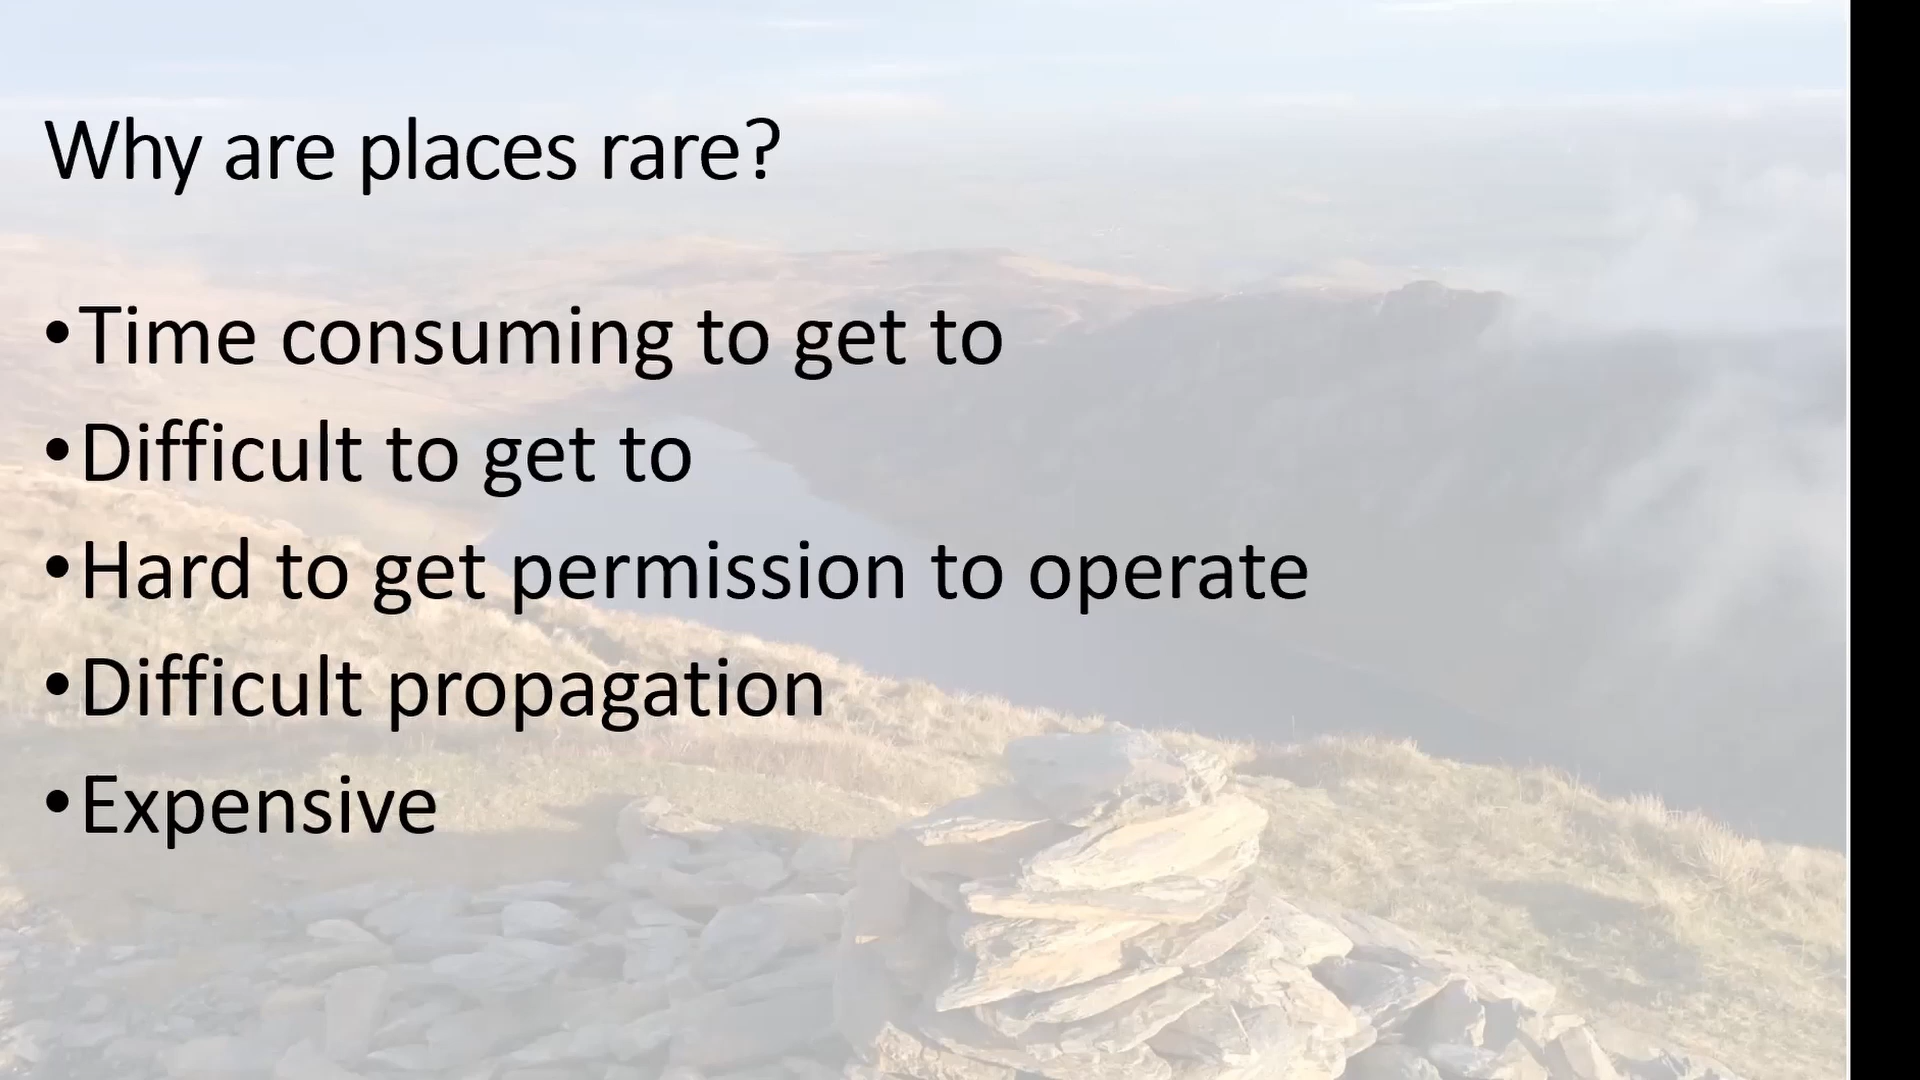 Why are places rare?
•Time consuming to get to
•Difficult to get to
•Hard to get permission to operate
•Difficult propagation
•Expensive